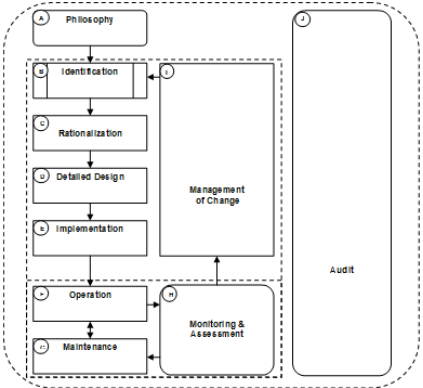 A
Philosophy
B
Identification
C
Rationalization
D
Detailed Design
E
Implementation
F
Operation
G
Maintenance
H
Monitoring &
Assessment
I
Management
of Change
J
Audit